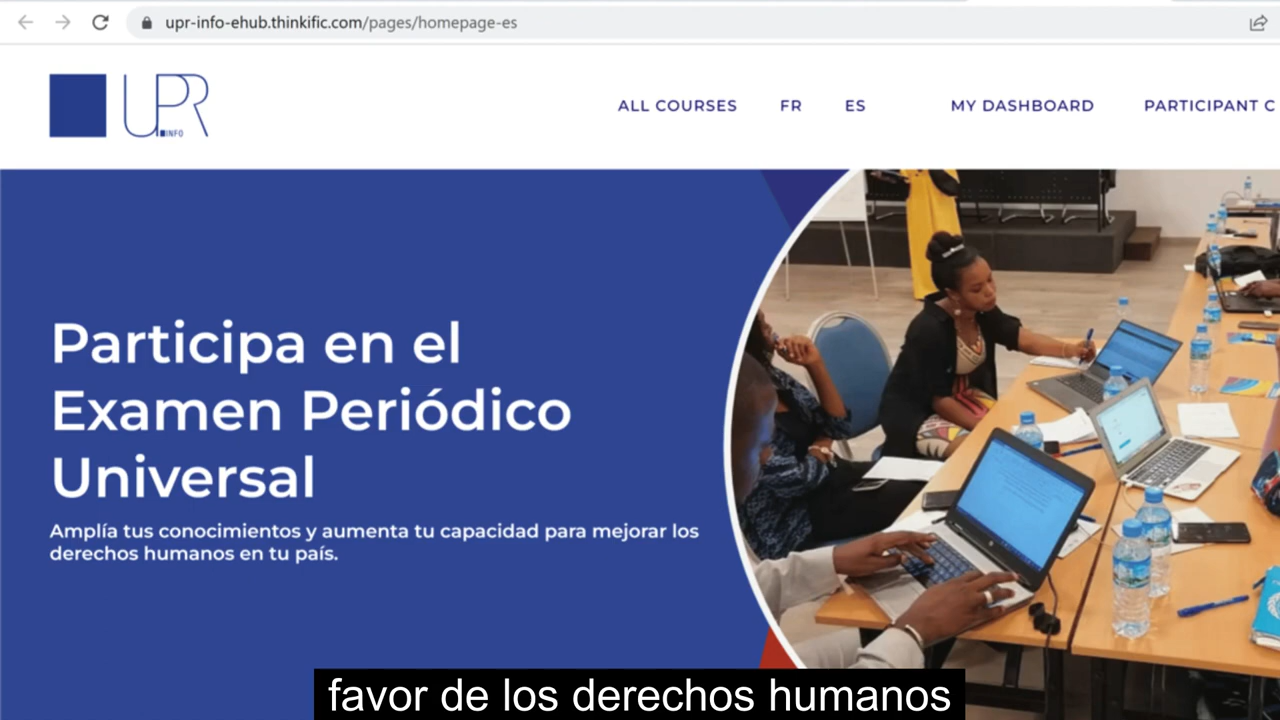 upr-info-ehub.thinkific.com/pages/homepage-es
UPR INFO
ALL COURSES FR ES MY DASHBOARD PARTICIPANT C
Participa en el
Examen Periódico
Universal
Amplía tus conocimientos y aumenta tu capacidad para mejorar los
derechos humanos en tu país.
favor de los derechos humanos